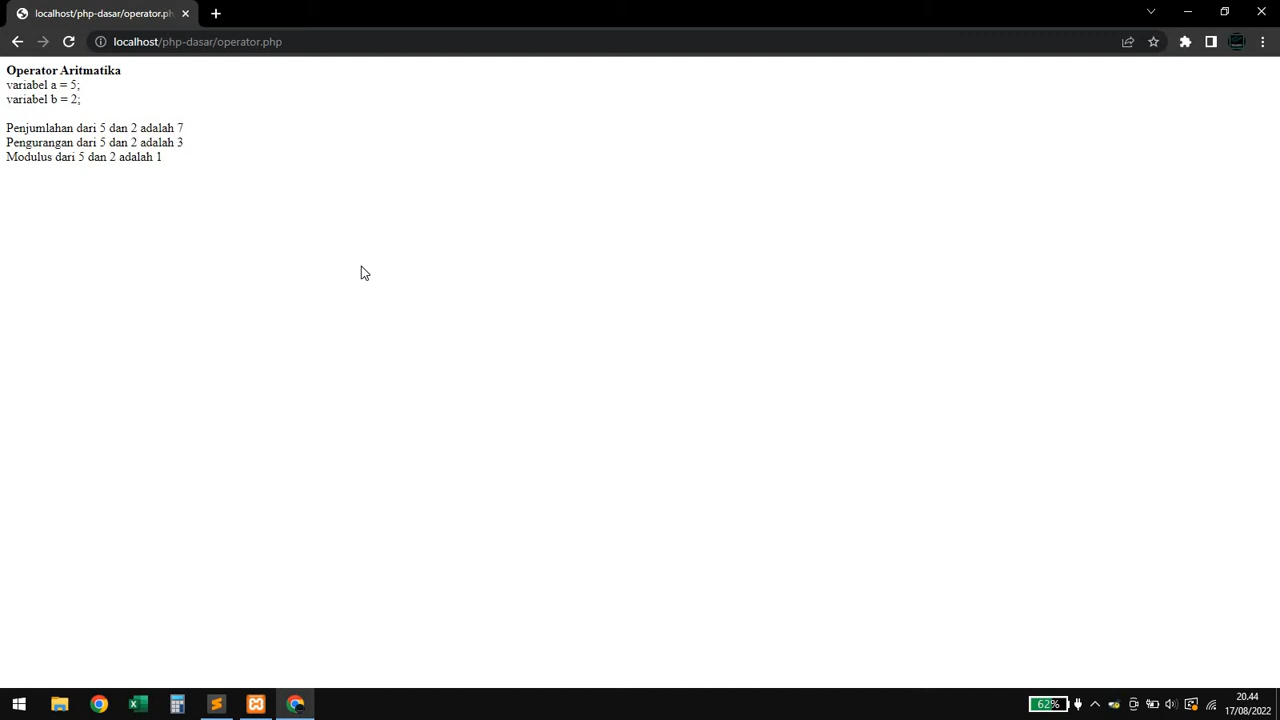 localhost/php-dasar/operator.ph
localhost/php-dasar/operator.php
Operator Aritmatika
variabel a = 5;
variabel b = 2;
Penjumlahan dari 5 dan 2 adalah 7
Pengurangan dari 5 dan 2 adalah 3
Modulus dari 5 dan 2 adalah 1
62%
20.44
17/08/2022